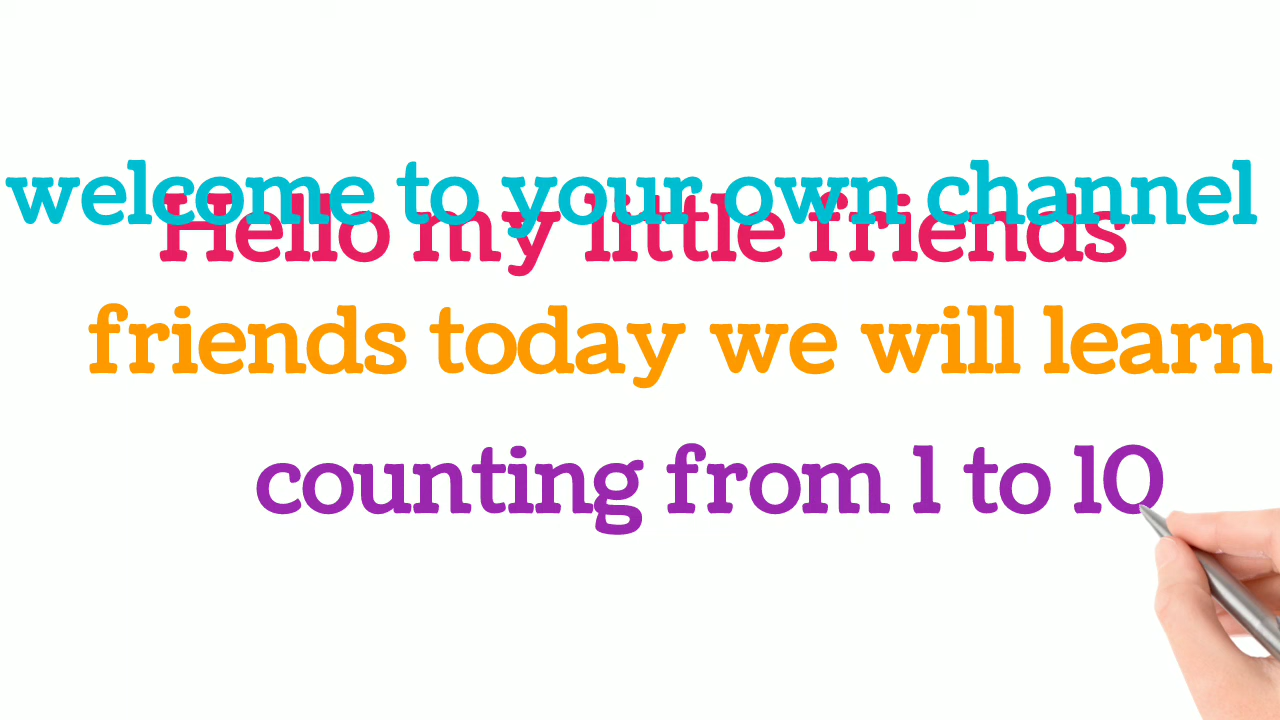 welcome to your own channel
Hello my little friends
friends today we will learn
counting from 1 to 10